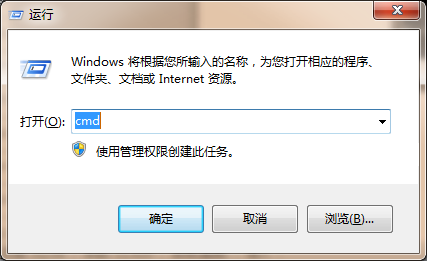 运行
Windows 将根据您所输入的名称，为您打开相应的程序、
文件夹、文档或 Internet 资源。
打开(O):
cmd
使用管理权限创建此任务。
确定
取消
浏览(B)...